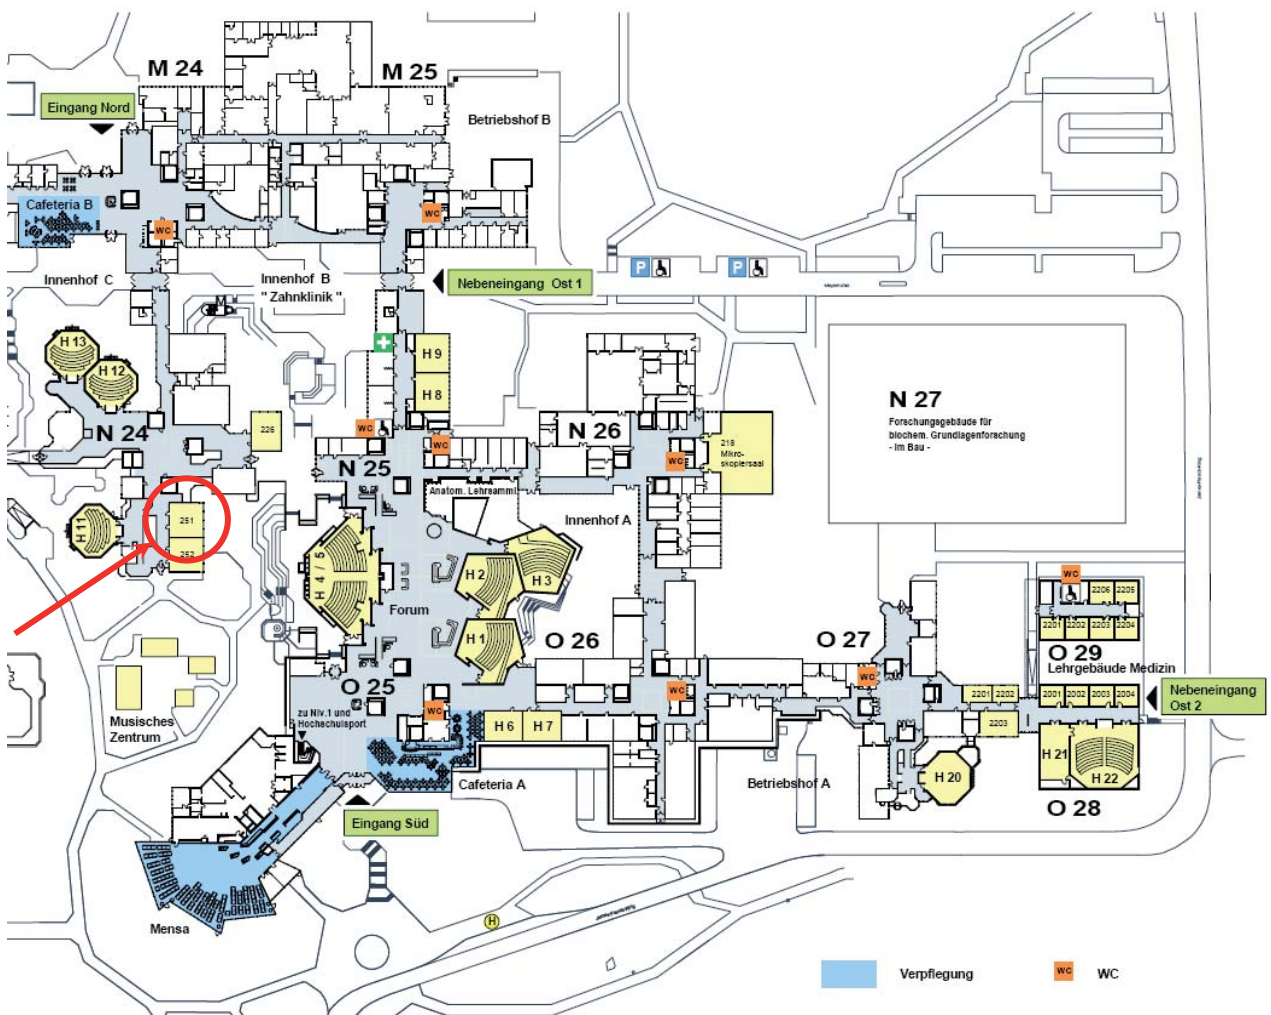 M 24
M 25
Eingang Nord
Betriebshof B
Cafeteria B
WC
WC
Innenhof C
Innenhof B
"Zahnklinik"
Nebeneingang Ost 1
P
P
M
H 13
H 12
H 9
H 8
N 27
Forschungsgebäude für
biochem. Grundlagenforschung
- im Bau -
N 24
226
WC
WC
N 25
N 26
WC
218
Mikro-
skopiersaal
Anatom. Lehrsamml.
Innenhof A
251
252
H 11
H 4 / 5
H 2
H 3
H 1
Forum
O 26
O 27
WC
2206
2205
2201
2202
2203
2204
O 29
Lehrgebäude Medizin
O 25
zu Niv.1 und
Hochschulsport
WC
WC
WC
2201
2202
2203
2001
2002
2003
2004
Nebeneingang
Ost 2
Musisches
Zentrum
H 6
H 7
H 20
H 21
H 22
O 28
Cafeteria A
Betriebshof A
Eingang Süd
Mensa
H
Verpflegung
WC
WC